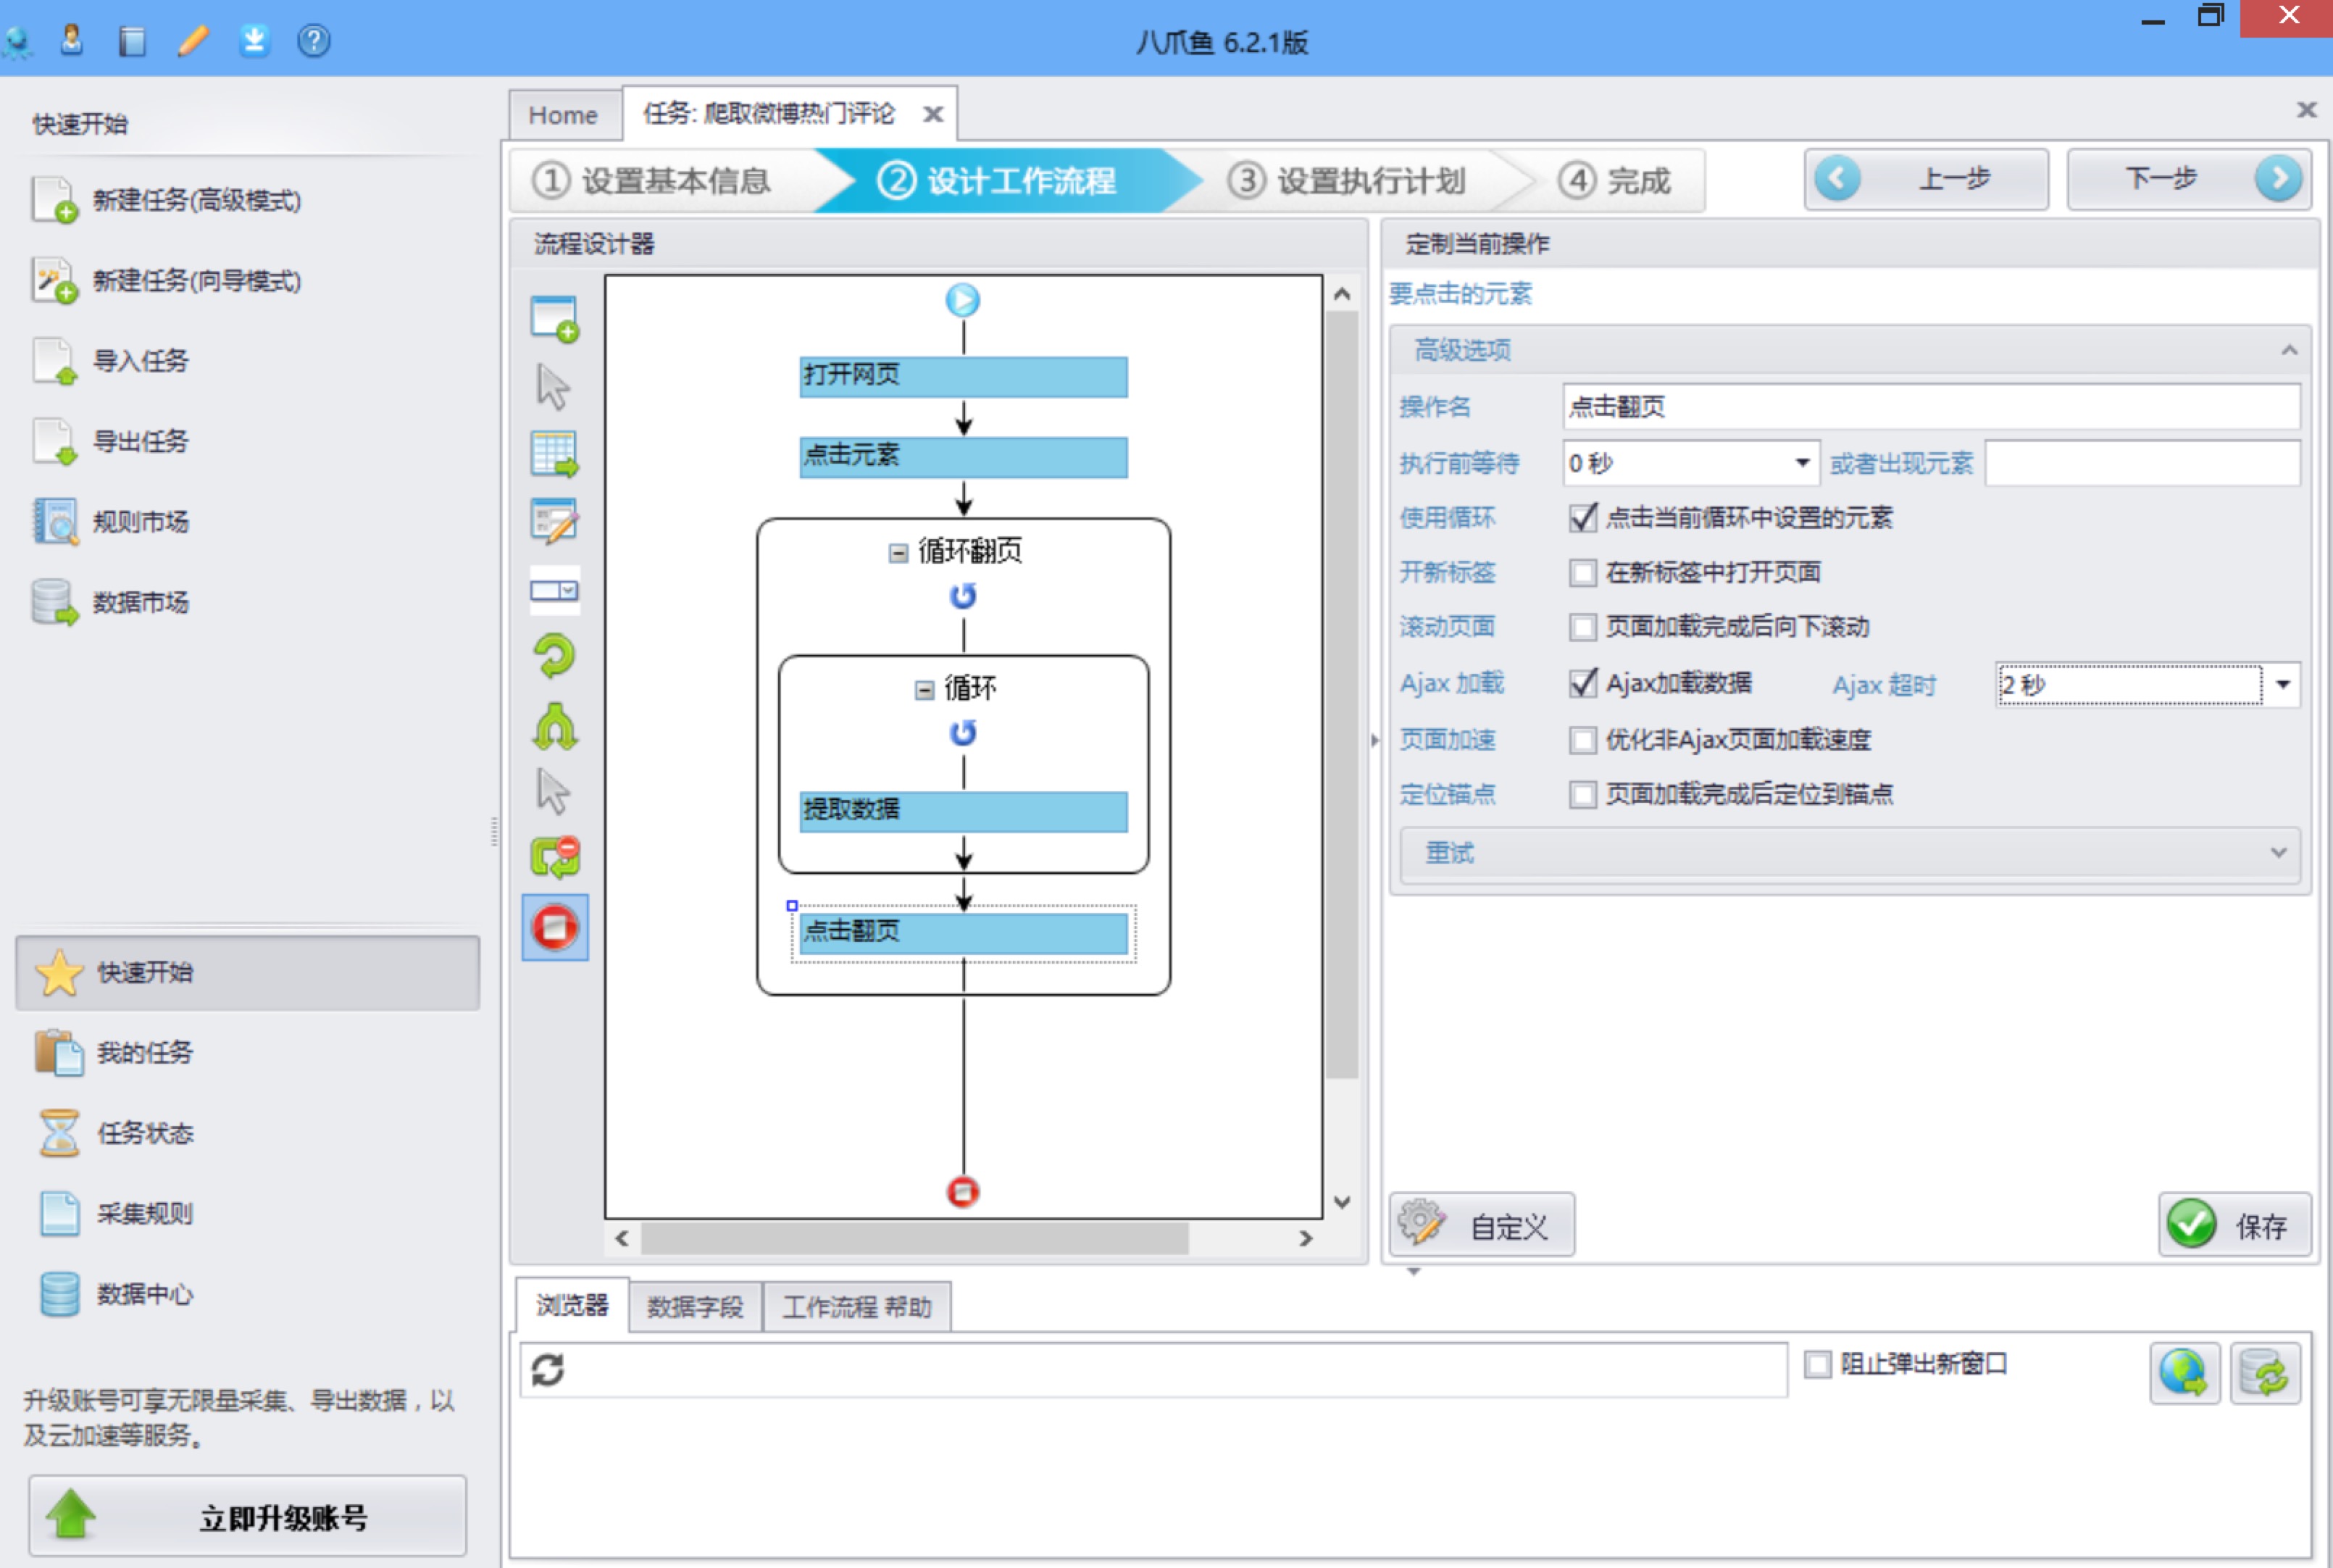 八爪鱼 6.2.1版
快速开始
新建任务(高级模式)
新建任务(向导模式)
导入任务
导出任务
规则市场
数据市场
快速开始
我的任务
任务状态
采集规则
数据中心
升级账号可享无限量采集、导出数据，以
及云加速等服务。
立即升级账号
Home
任务: 爬取微博热门评论
① 设置基本信息
② 设计工作流程
③ 设置执行计划
④ 完成
上一步
下一步
流程设计器
打开网页
点击元素
循环翻页
循环
提取数据
点击翻页
定制当前操作
要点击的元素
高级选项
操作名 点击翻页
执行前等待 0 秒 或者出现元素
使用循环 点击当前循环中设置的元素
开新标签 在新标签中打开页面
滚动页面 页面加载完成后向下滚动
Ajax 加载 Ajax加载数据 Ajax 超时 2 秒
页面加速 优化非Ajax页面加载速度
定位锚点 页面加载完成后定位到锚点
重试
自定义
保存
浏览器
数据字段
工作流程 帮助
阻止弹出新窗口